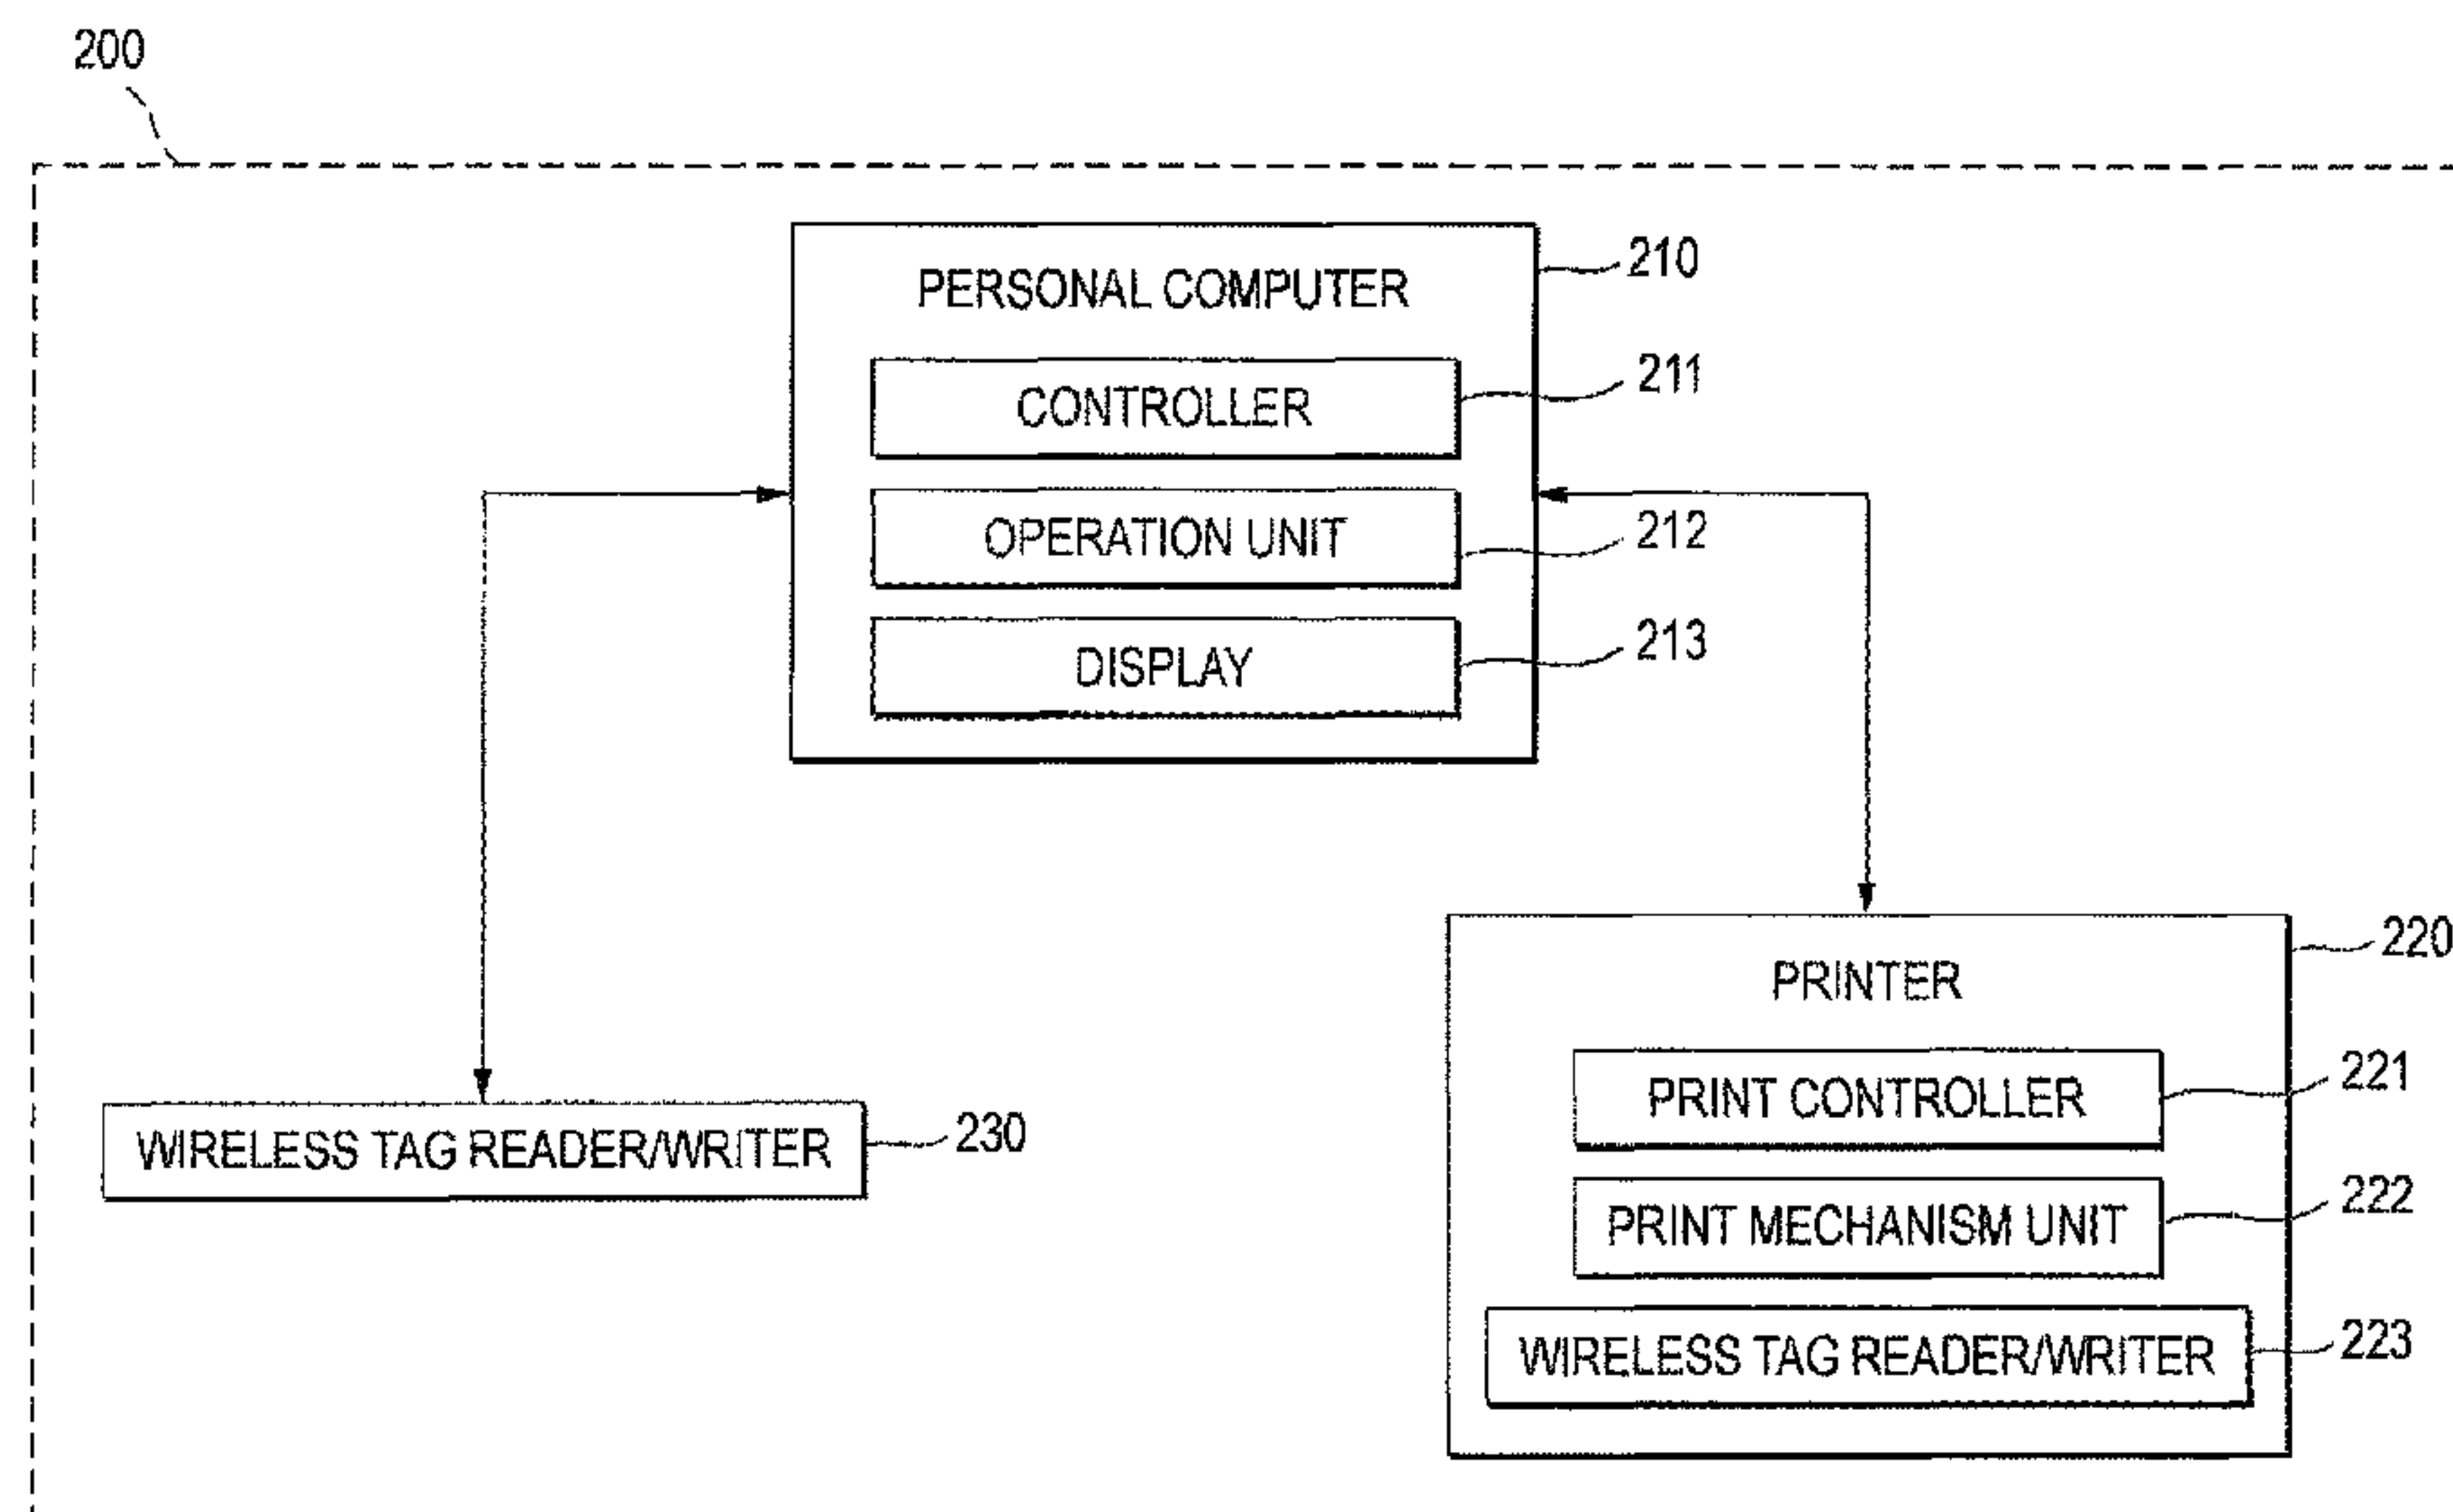 200
PERSONAL COMPUTER
210
CONTROLLER
211
OPERATION UNIT
212
DISPLAY
213
PRINTER
220
PRINT CONTROLLER
221
WIRELESS TAG READER/WRITER
230
PRINT MECHANISM UNIT
222
WIRELESS TAG READER/WRITER
223